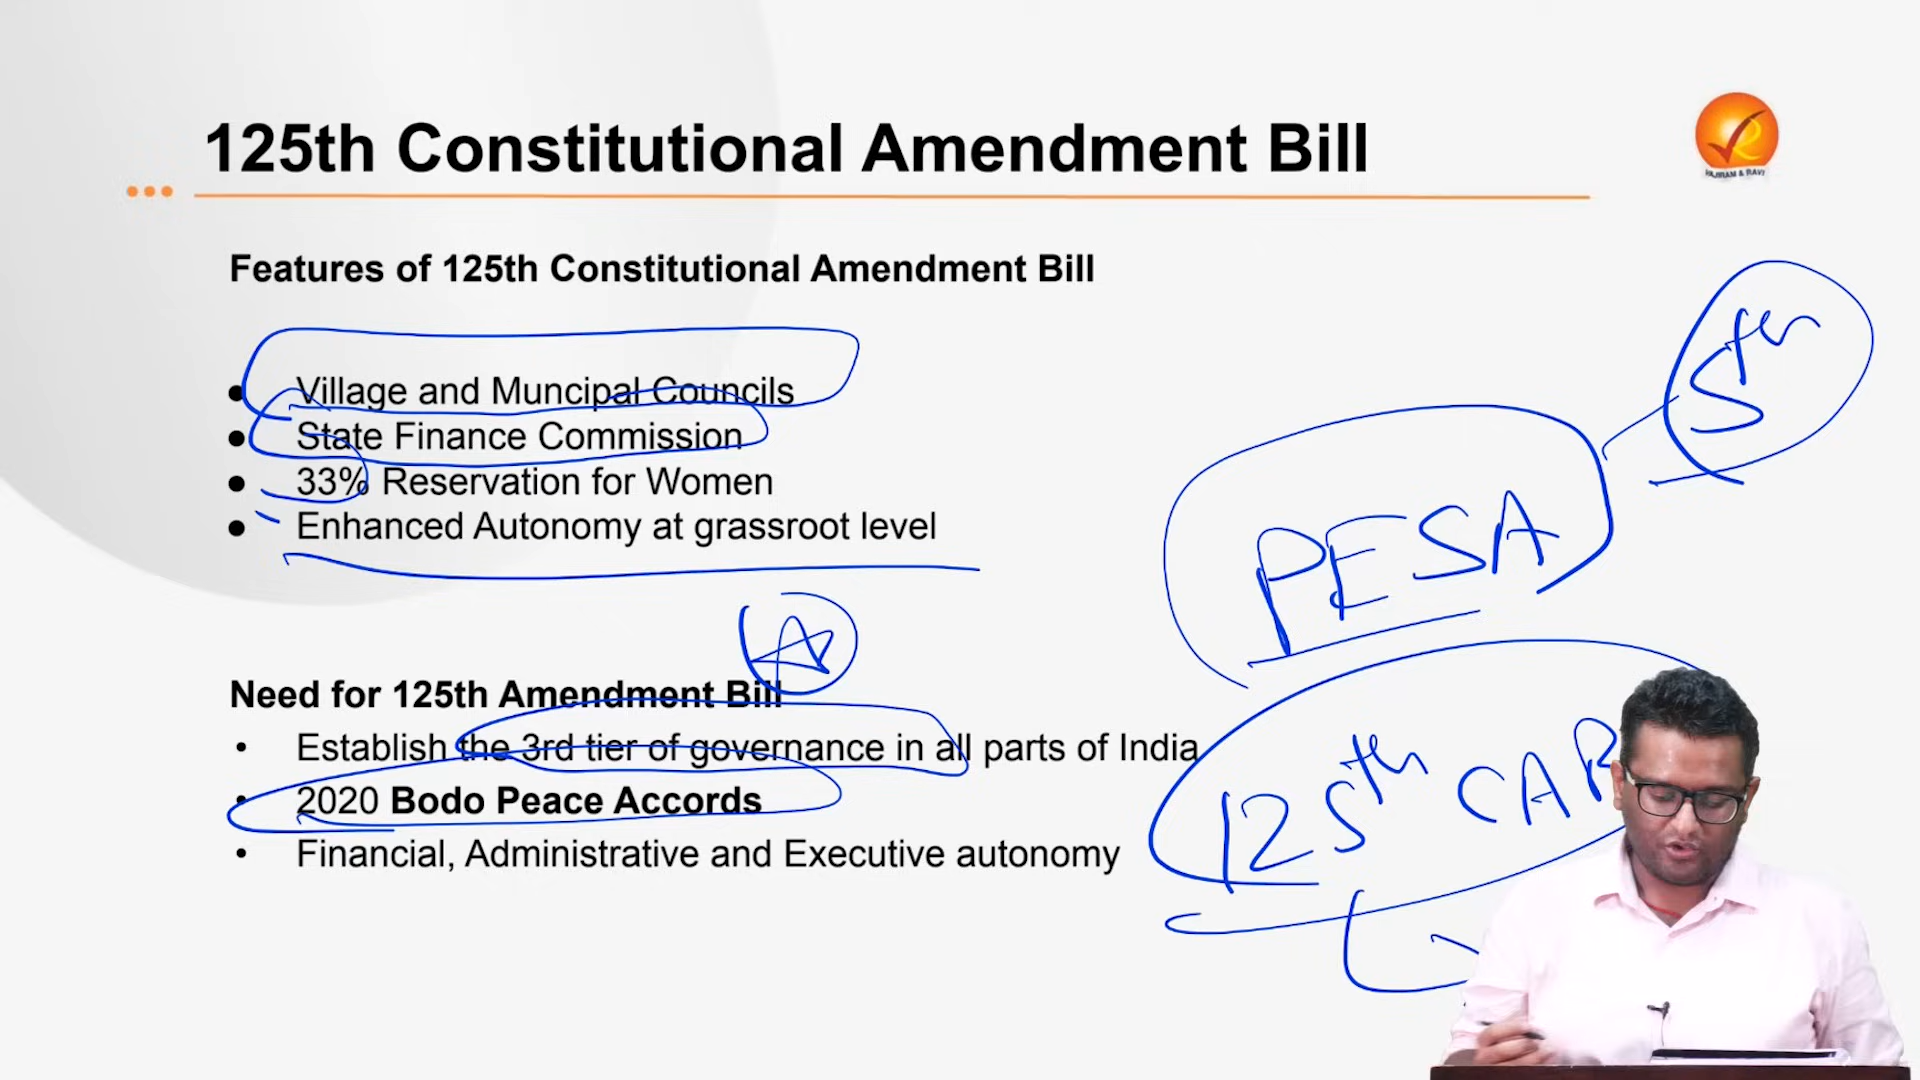 125th Constitutional Amendment Bill
VAJIRAM & RAVI
Features of 125th Constitutional Amendment Bill
● Village and Muncipal Councils
● State Finance Commission
● 33% Reservation for Women
● Enhanced Autonomy at grassroot level
5th
PESA
Need for 125th Amendment Bill
• Establish the 3rd tier of governance in all parts of India
• 2020 Bodo Peace Accords
• Financial, Administrative and Executive autonomy
125th CAB